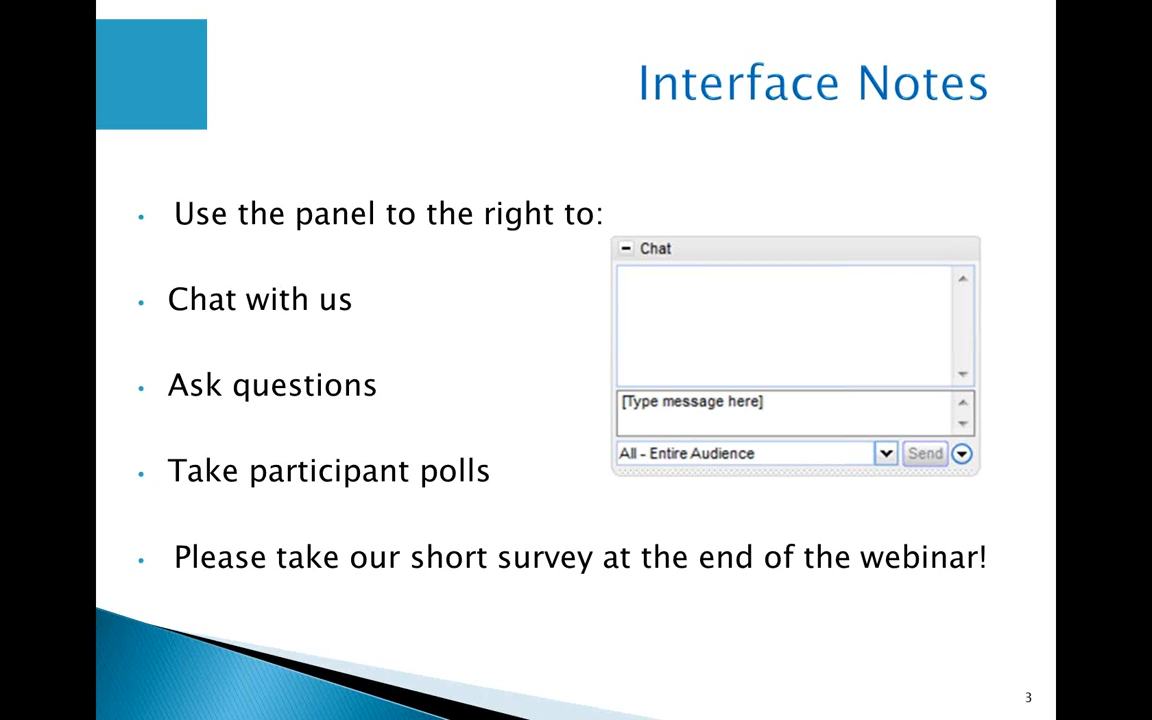 Interface Notes
• Use the panel to the right to:
Chat
• Chat with us
• Ask questions
[Type message here]
All - Entire Audience
Send
• Take participant polls
• Please take our short survey at the end of the webinar!
3